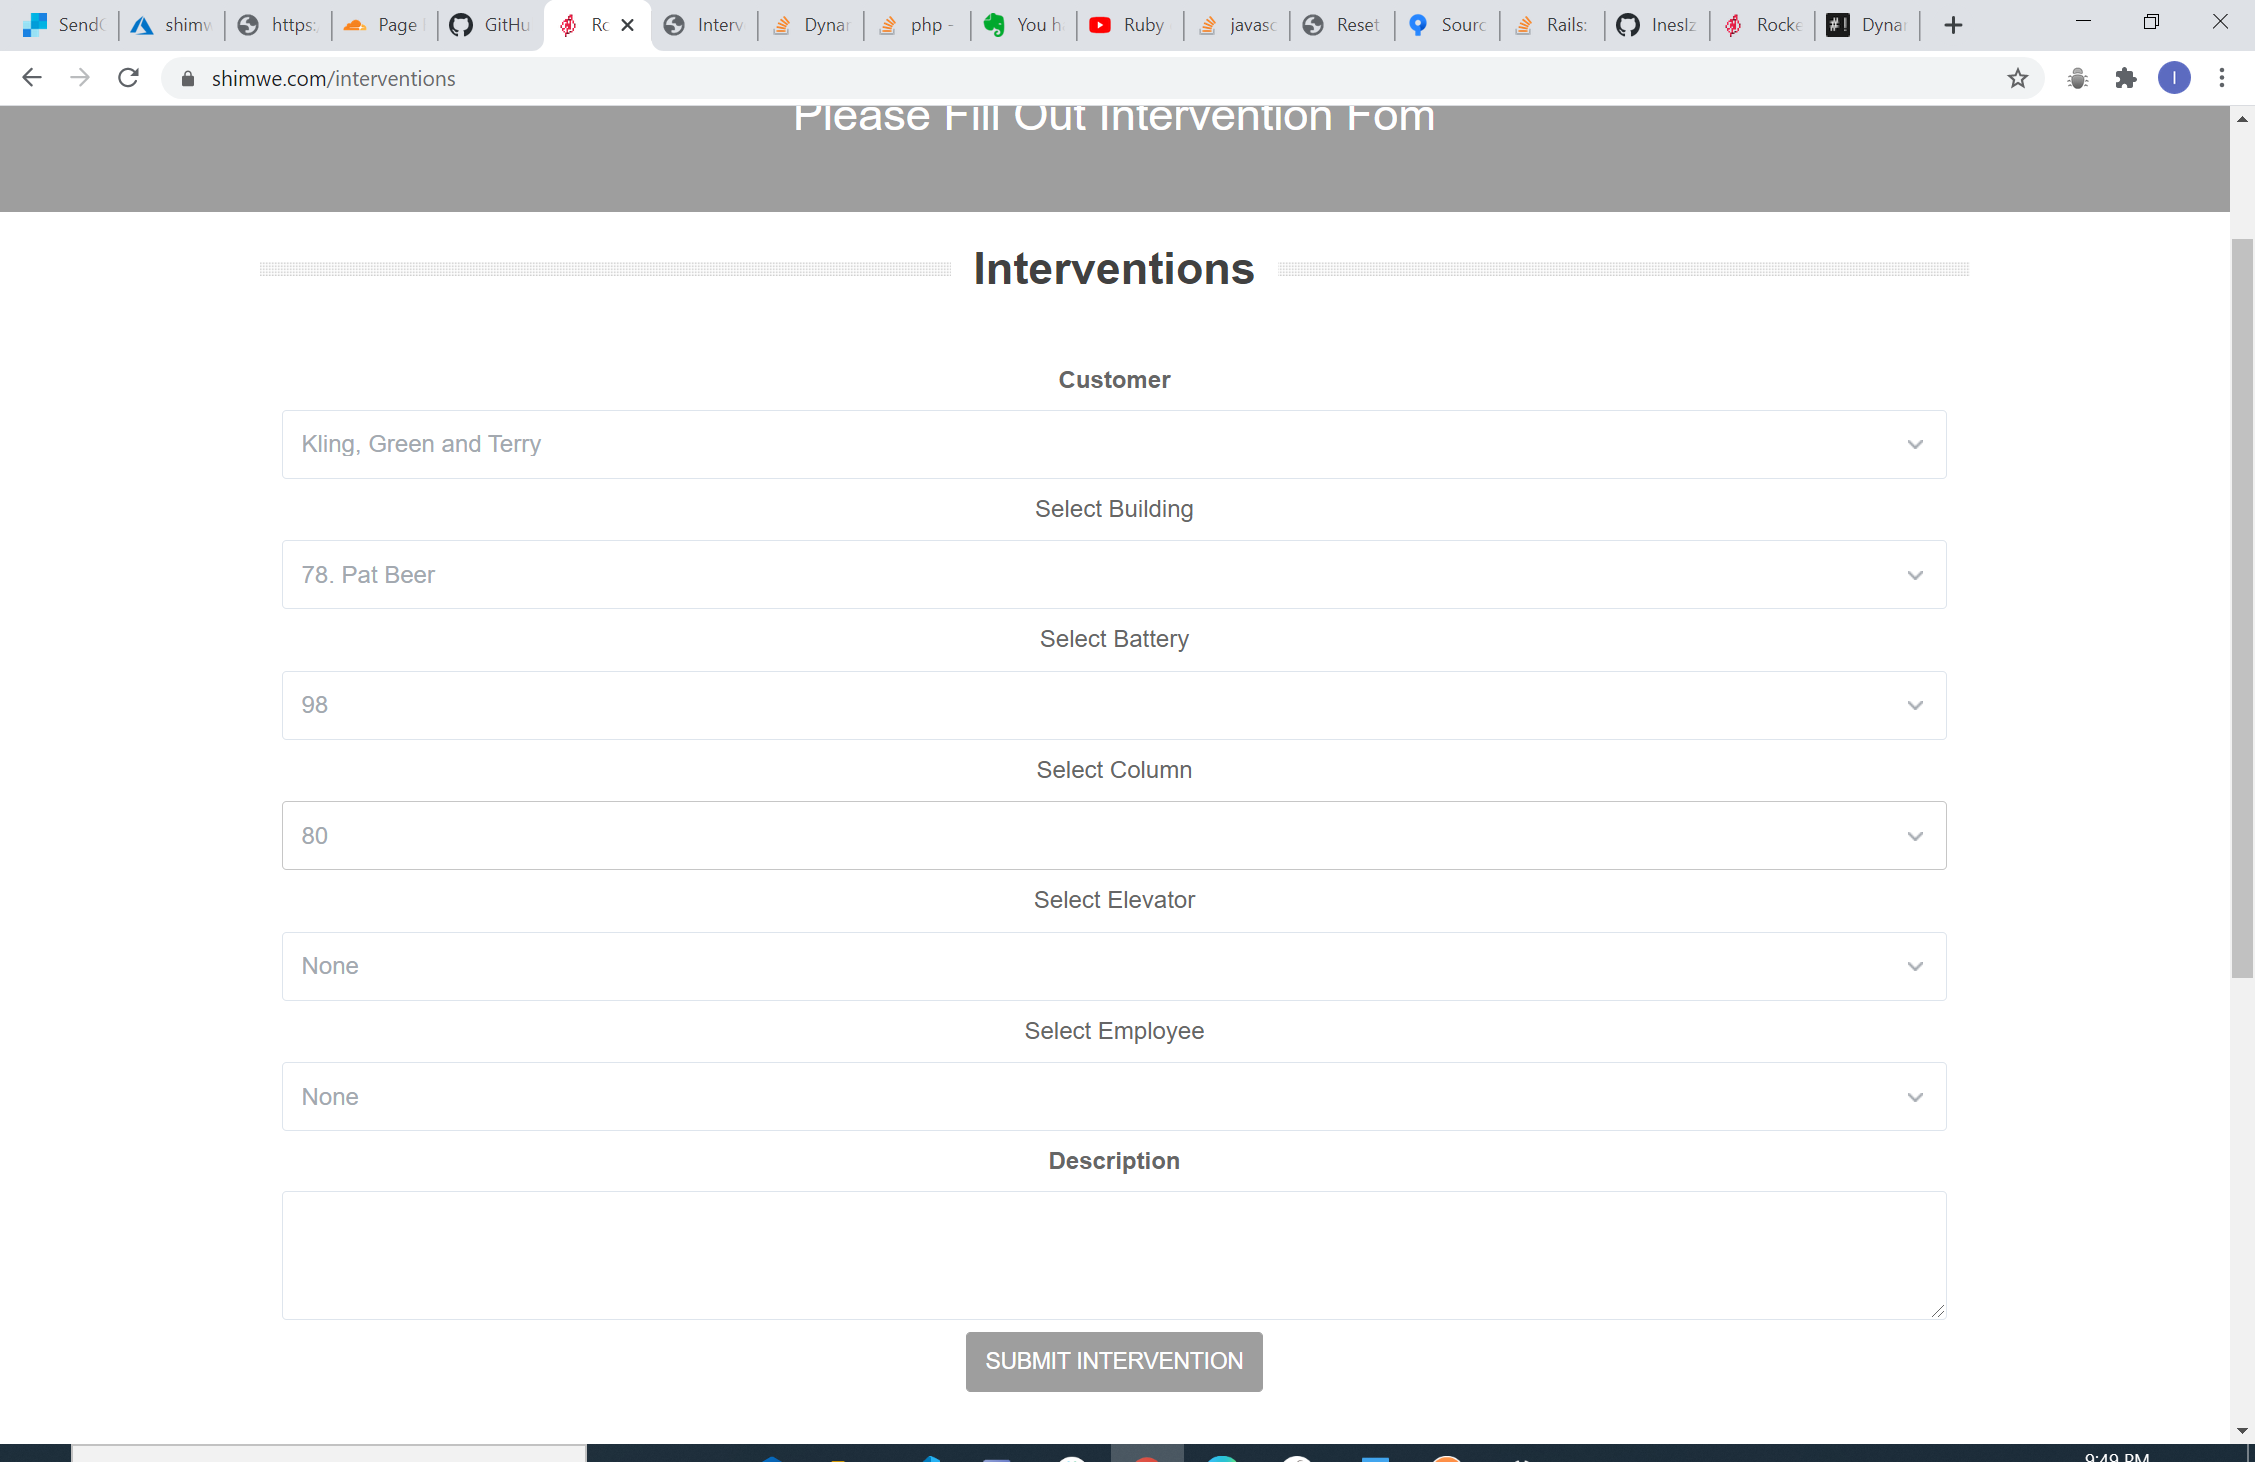 Send shimw https: Page GitHu Rc Interv Dynar php - You h Ruby javasc Reset Sourc Rails: Ineslz Rocke #! Dynar
shimwe.com/interventions I
Please Fill Out Intervention Fom
Interventions
Customer
Kling, Green and Terry
Select Building
78. Pat Beer
Select Battery
98
Select Column
80
Select Elevator
None
Select Employee
None
Description
SUBMIT INTERVENTION
9:49 PM